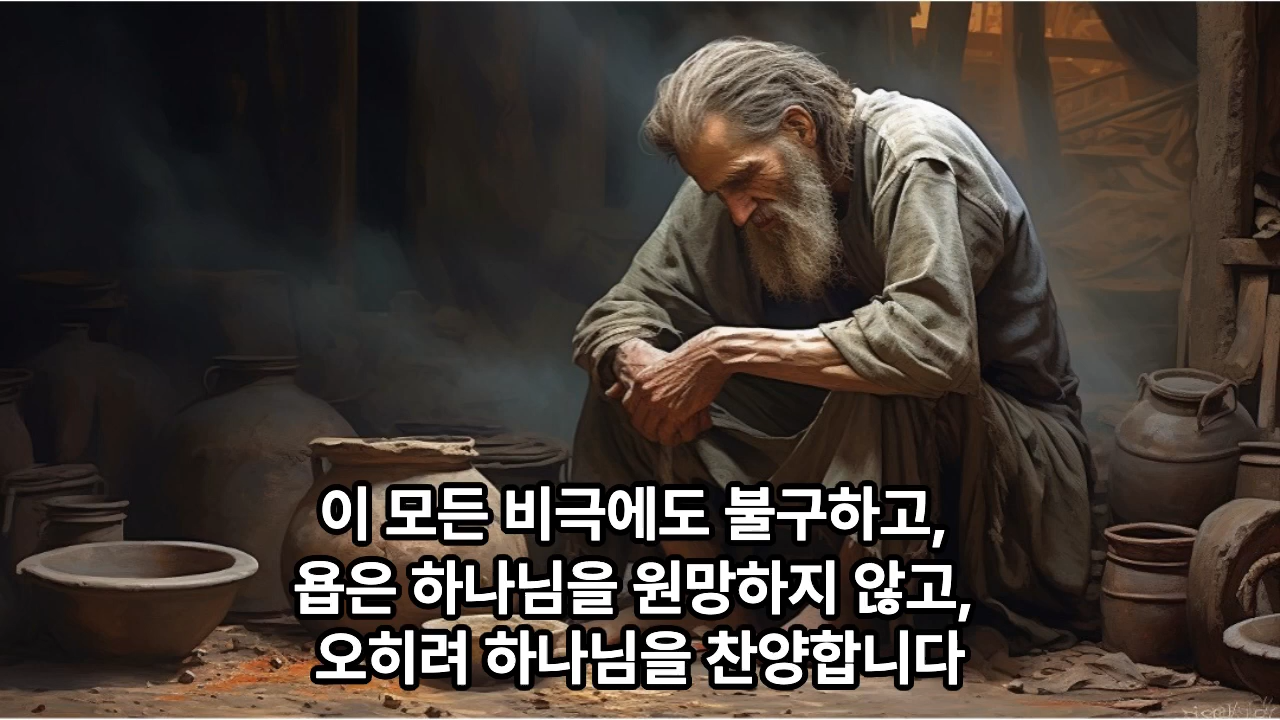 이 모든 비극에도 불구하고,
욥은 하나님을 원망하지 않고,
오히려 하나님을 찬양합니다